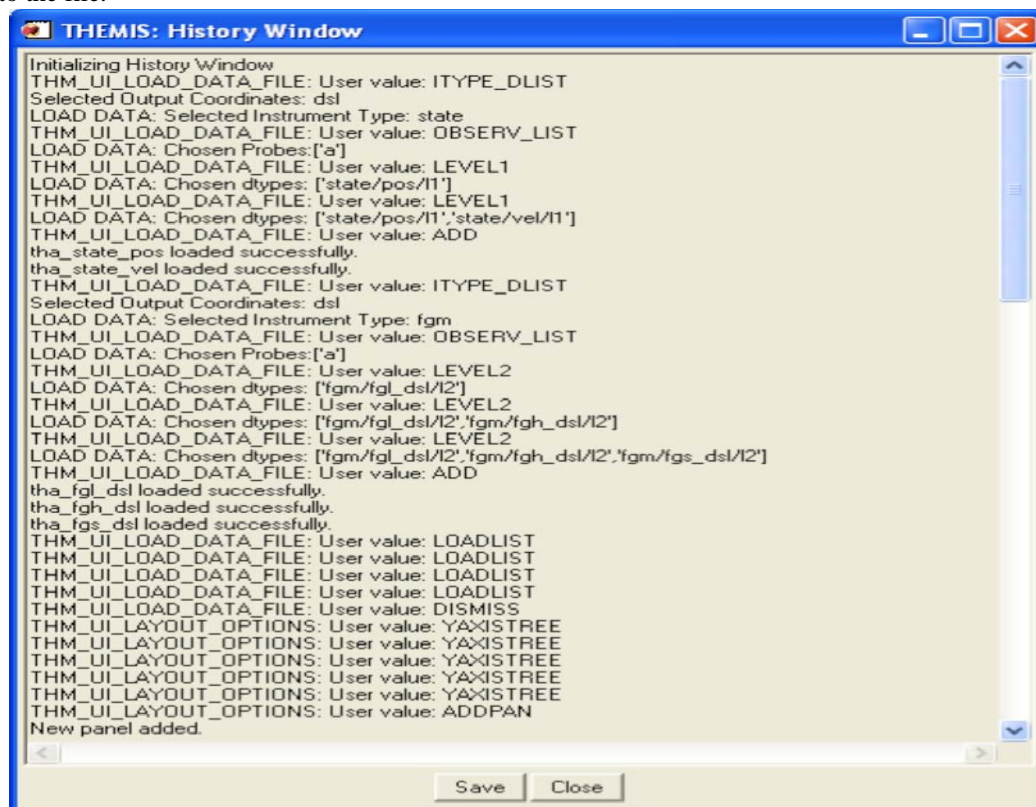 to the file.
THEMIS: History Window
Initializing History Window
THM_UI_LOAD_DATA_FILE: User value: ITYPE_DLIST
Selected Output Coordinates: dsl
LOAD DATA: Selected Instrument Type: state
THM_UI_LOAD_DATA_FILE: User value: OBSERV_LIST
LOAD DATA: Chosen Probes:['a']
THM_UI_LOAD_DATA_FILE: User value: LEVEL1
LOAD DATA: Chosen dtypes: ['state/pos/l1']
THM_UI_LOAD_DATA_FILE: User value: LEVEL1
LOAD DATA: Chosen dtypes: ['state/pos/l1','state/vel/l1']
THM_UI_LOAD_DATA_FILE: User value: ADD
tha_state_pos loaded successfully.
tha_state_vel loaded successfully.
THM_UI_LOAD_DATA_FILE: User value: ITYPE_DLIST
Selected Output Coordinates: dsl
LOAD DATA: Selected Instrument Type: fgm
THM_UI_LOAD_DATA_FILE: User value: OBSERV_LIST
LOAD DATA: Chosen Probes:['a']
THM_UI_LOAD_DATA_FILE: User value: LEVEL2
LOAD DATA: Chosen dtypes: ['fgm/fgl_dsl/l2']
THM_UI_LOAD_DATA_FILE: User value: LEVEL2
LOAD DATA: Chosen dtypes: ['fgm/fgl_dsl/l2','fgm/fgh_dsl/l2']
THM_UI_LOAD_DATA_FILE: User value: LEVEL2
LOAD DATA: Chosen dtypes: ['fgm/fgl_dsl/l2','fgm/fgh_dsl/l2','fgm/fgs_dsl/l2']
THM_UI_LOAD_DATA_FILE: User value: ADD
tha_fgl_dsl loaded successfully.
tha_fgh_dsl loaded successfully.
tha_fgs_dsl loaded successfully.
THM_UI_LOAD_DATA_FILE: User value: LOADLIST
THM_UI_LOAD_DATA_FILE: User value: LOADLIST
THM_UI_LOAD_DATA_FILE: User value: LOADLIST
THM_UI_LOAD_DATA_FILE: User value: LOADLIST
THM_UI_LOAD_DATA_FILE: User value: DISMISS
THM_UI_LAYOUT_OPTIONS: User value: YAXISTREE
THM_UI_LAYOUT_OPTIONS: User value: YAXISTREE
THM_UI_LAYOUT_OPTIONS: User value: YAXISTREE
THM_UI_LAYOUT_OPTIONS: User value: YAXISTREE
THM_UI_LAYOUT_OPTIONS: User value: YAXISTREE
THM_UI_LAYOUT_OPTIONS: User value: ADDPAN
New panel added.
Save Close